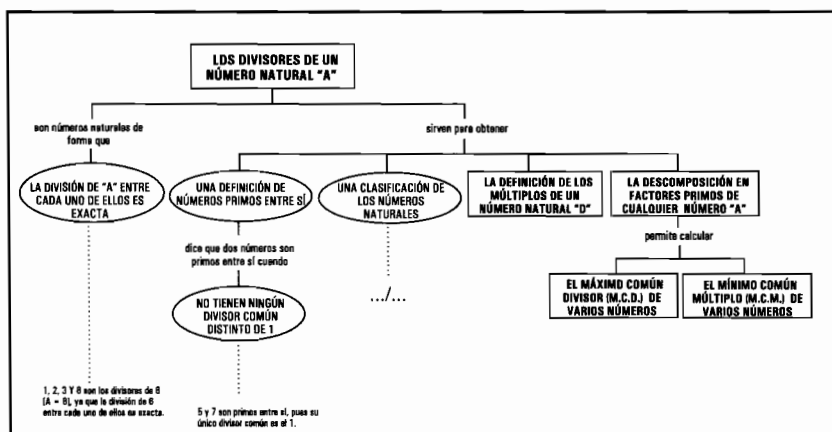 LOS DIVISORES DE UN
NÚMERO NATURAL "A"
son números naturales de
forma que
sirven para obtener
LA DIVISIÓN DE "A" ENTRE
CADA UNO DE ELLOS ES
EXACTA
UNA DEFINICIÓN DE
NÚMEROS PRIMOS ENTRE SÍ
UNA CLASIFICACIÓN DE
LOS NÚMEROS
NATURALES
LA DEFINICIÓN DE LOS
MÚLTIPLOS DE UN
NÚMERO NATURAL "D"
LA DESCOMPOSICIÓN EN
FACTORES PRIMOS DE
CUALQUIER NÚMERO "A"
dice que dos números son
primos entre sí cuando
permite calcular
NO TIENEN NINGÚN
DIVISOR COMÚN
DISTINTO DE 1
.../...
EL MÁXIMO COMÚN
DIVISOR (M.C.D.) DE
VARIOS NÚMEROS
EL MÍNIMO COMÚN
MÚLTIPLO (M.C.M.) DE
VARIOS NÚMEROS
1, 2, 3 Y 6 son los divisores de 6
[A = 6], ya que la división de 6
entre cada uno de ellos es exacta.
5 y 7 son primos entre sí, pues su
único divisor común es el 1.